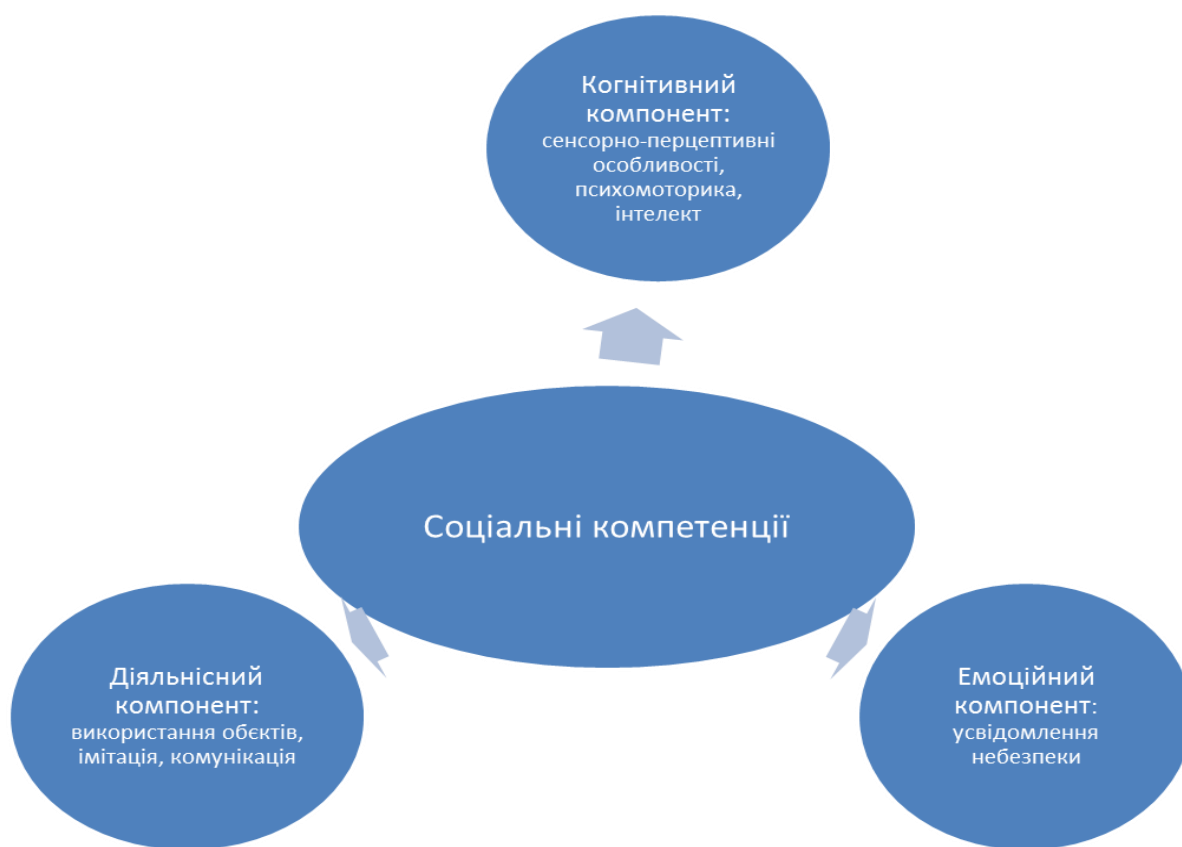 Когнітивний
компонент:
сенсорно-перцептивні
особливості,
психомоторика,
інтелект
Соціальні компетенції
Діяльнісний
компонент:
використання обєктів,
імітація, комунікація
Емоційний
компонент:
усвідомлення
небезпеки